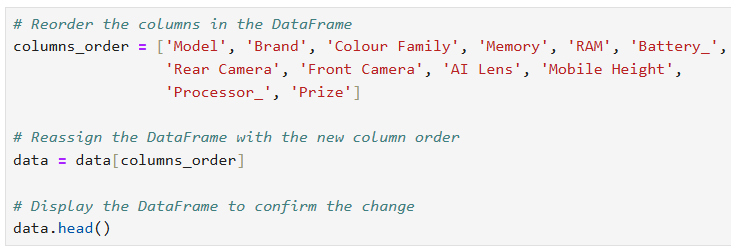 # Reorder the columns in the DataFrame
columns_order = ['Model', 'Brand', 'Colour Family', 'Memory', 'RAM', 'Battery_',
                 'Rear Camera', 'Front Camera', 'AI Lens', 'Mobile Height',
                 'Processor_', 'Prize']
# Reassign the DataFrame with the new column order
data = data[columns_order]
# Display the DataFrame to confirm the change
data.head()